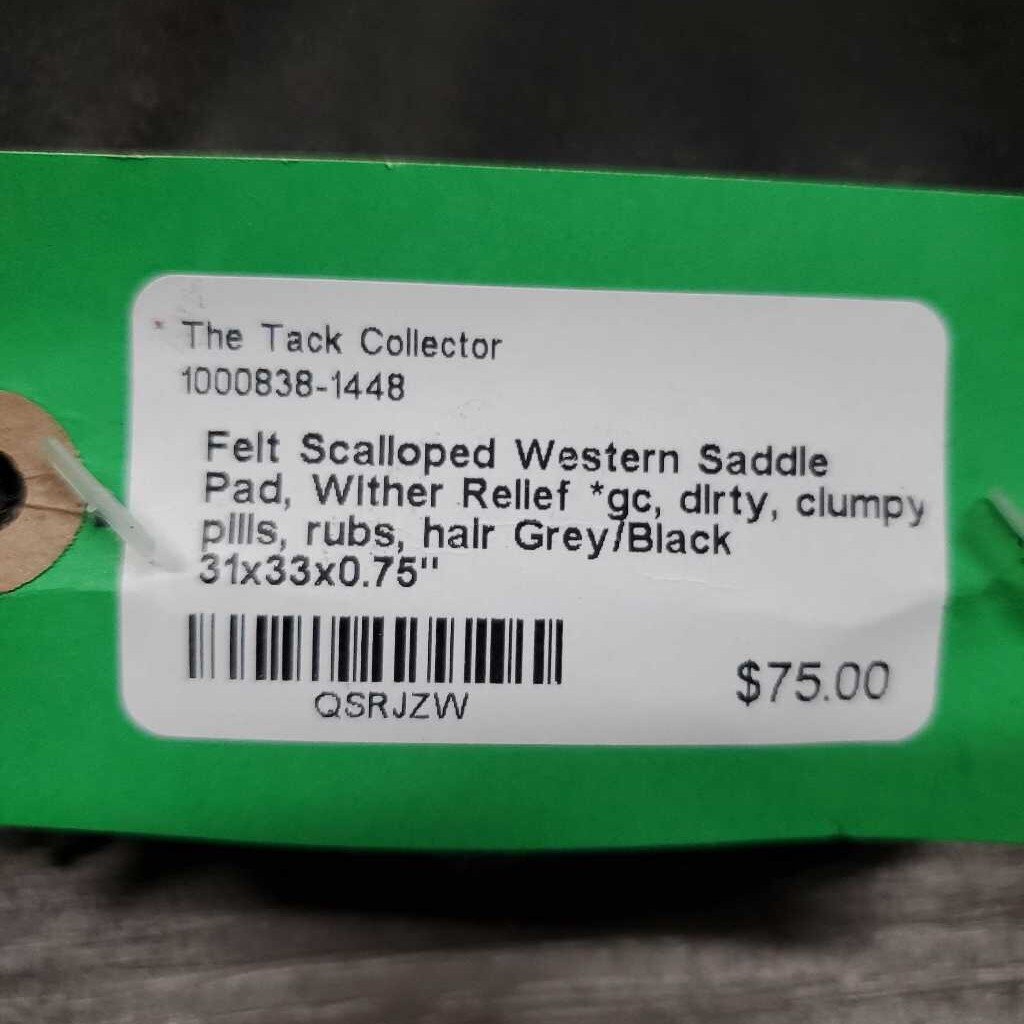 The Tack Collector
1000838-1448
Felt Scalloped Western Saddle
Pad, Wither Relief *gc, dirty, clumpy
pills, rubs, hair Grey/Black
31x33x0.75"
QSRJZW
$75.00